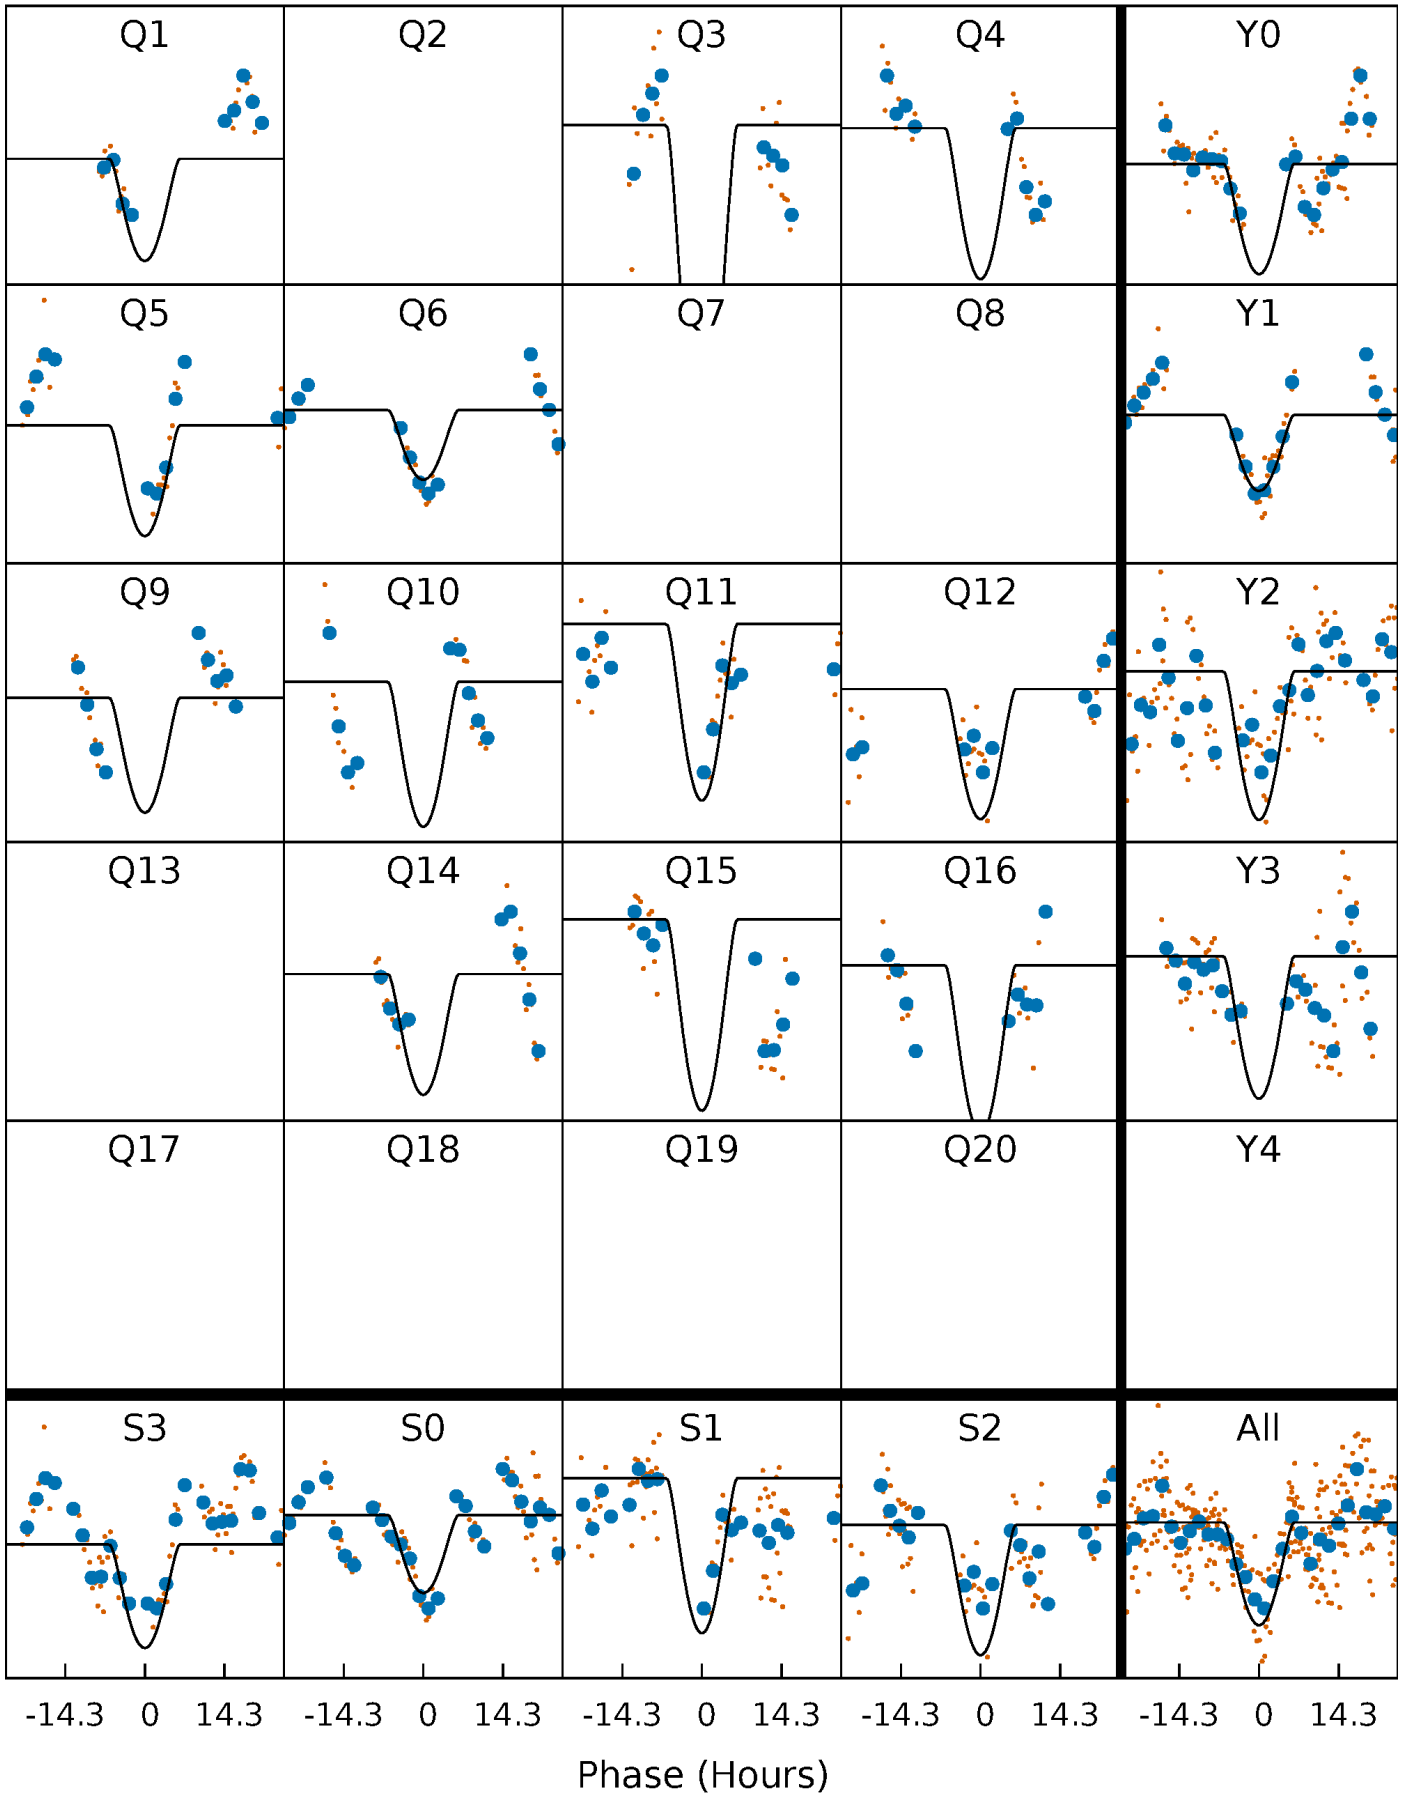 Q1 Q2 Q3 Q4 Y0
Q5 Q6 Q7 Q8 Y1
Q9 Q10 Q11 Q12 Y2
Q13 Q14 Q15 Q16 Y3
Q17 Q18 Q19 Q20 Y4
S3 S0 S1 S2 All
-14.3 0 14.3 -14.3 0 14.3 -14.3 0 14.3 -14.3 0 14.3 -14.3 0 14.3
Phase (Hours)